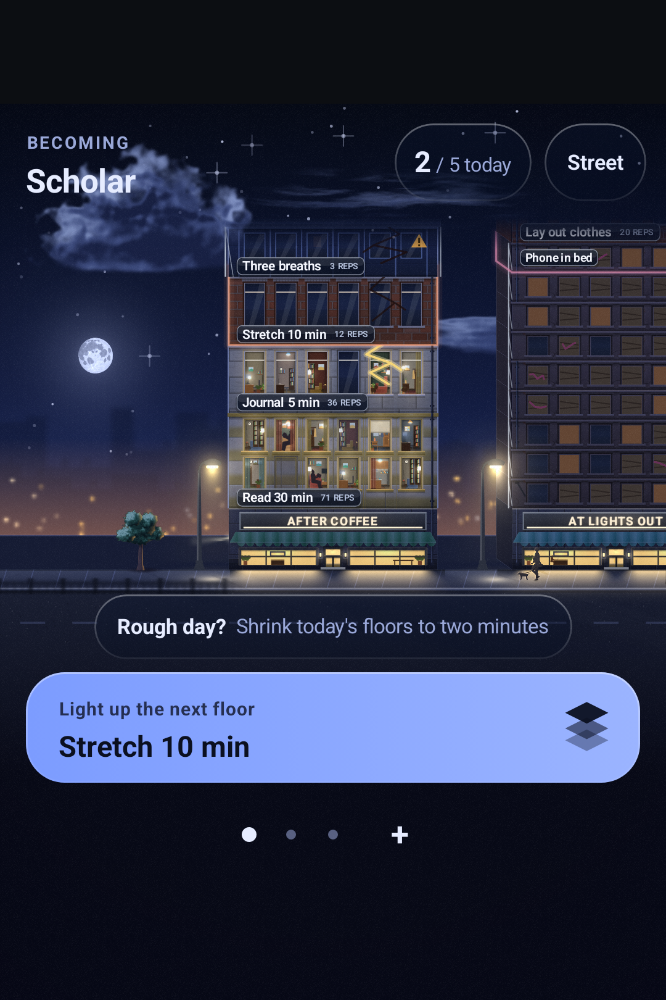 BECOMING
Scholar
2 / 5 today
Street
Three breaths 3 REPS
Stretch 10 min 12 REPS
Journal 5 min 36 REPS
Read 30 min 71 REPS
AFTER COFFEE
Lay out clothes 20 REPS
Phone in bed
AT LIGHTS OUT
Rough day? Shrink today's floors to two minutes
Light up the next floor
Stretch 10 min
+